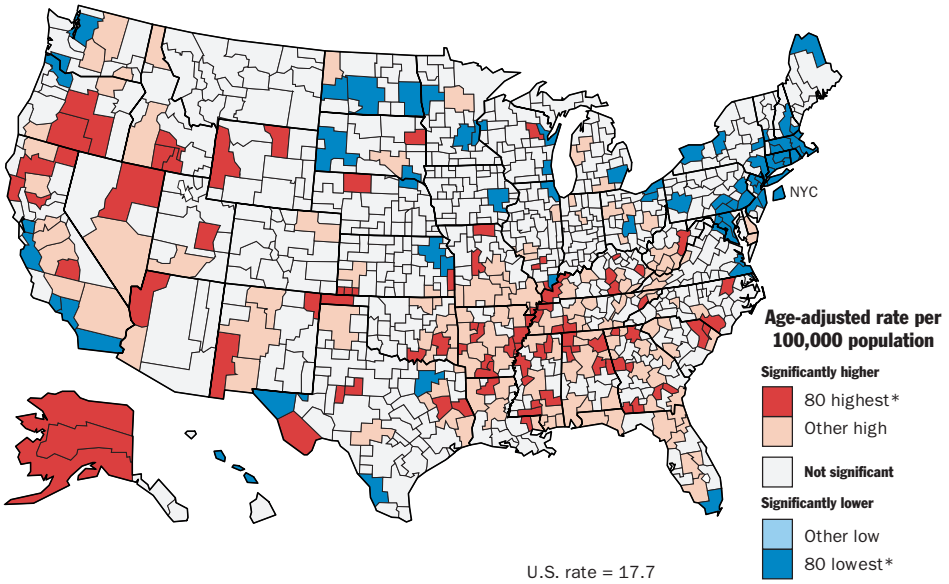 NYC
Age-adjusted rate per
100,000 population
Significantly higher
80 highest*
Other high
Not significant
Significantly lower
Other low
80 lowest*
U.S. rate = 17.7